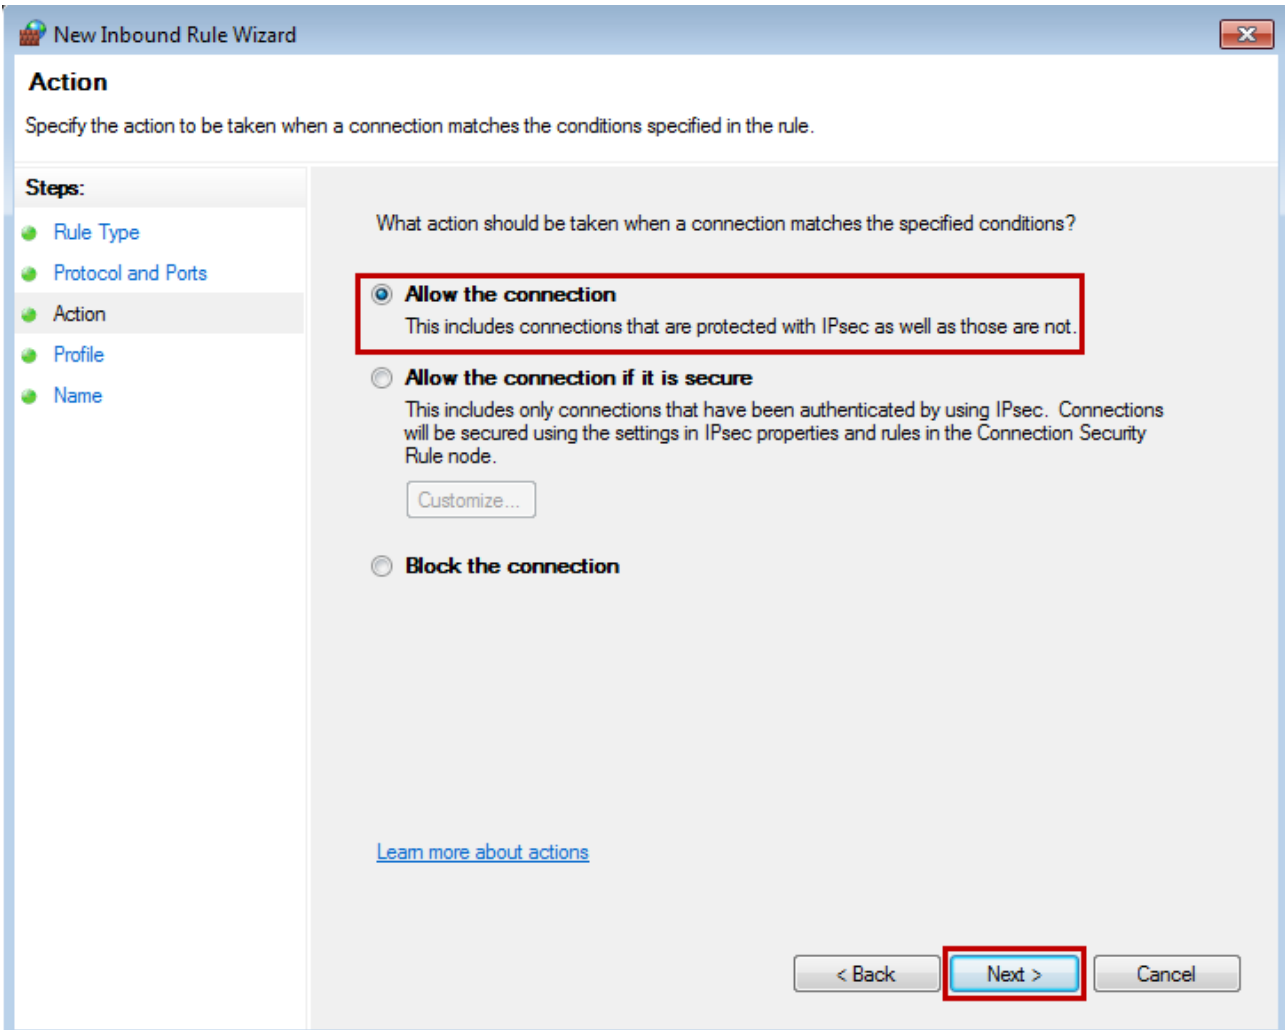 New Inbound Rule Wizard
Action
Specify the action to be taken when a connection matches the conditions specified in the rule.
Steps:
Rule Type
Protocol and Ports
Action
Profile
Name
What action should be taken when a connection matches the specified conditions?
Allow the connection
This includes connections that are protected with IPsec as well as those are not.
Allow the connection if it is secure
This includes only connections that have been authenticated by using IPsec. Connections
will be secured using the settings in IPsec properties and rules in the Connection Security
Rule node.
Customize...
Block the connection
Learn more about actions
< Back
Next >
Cancel